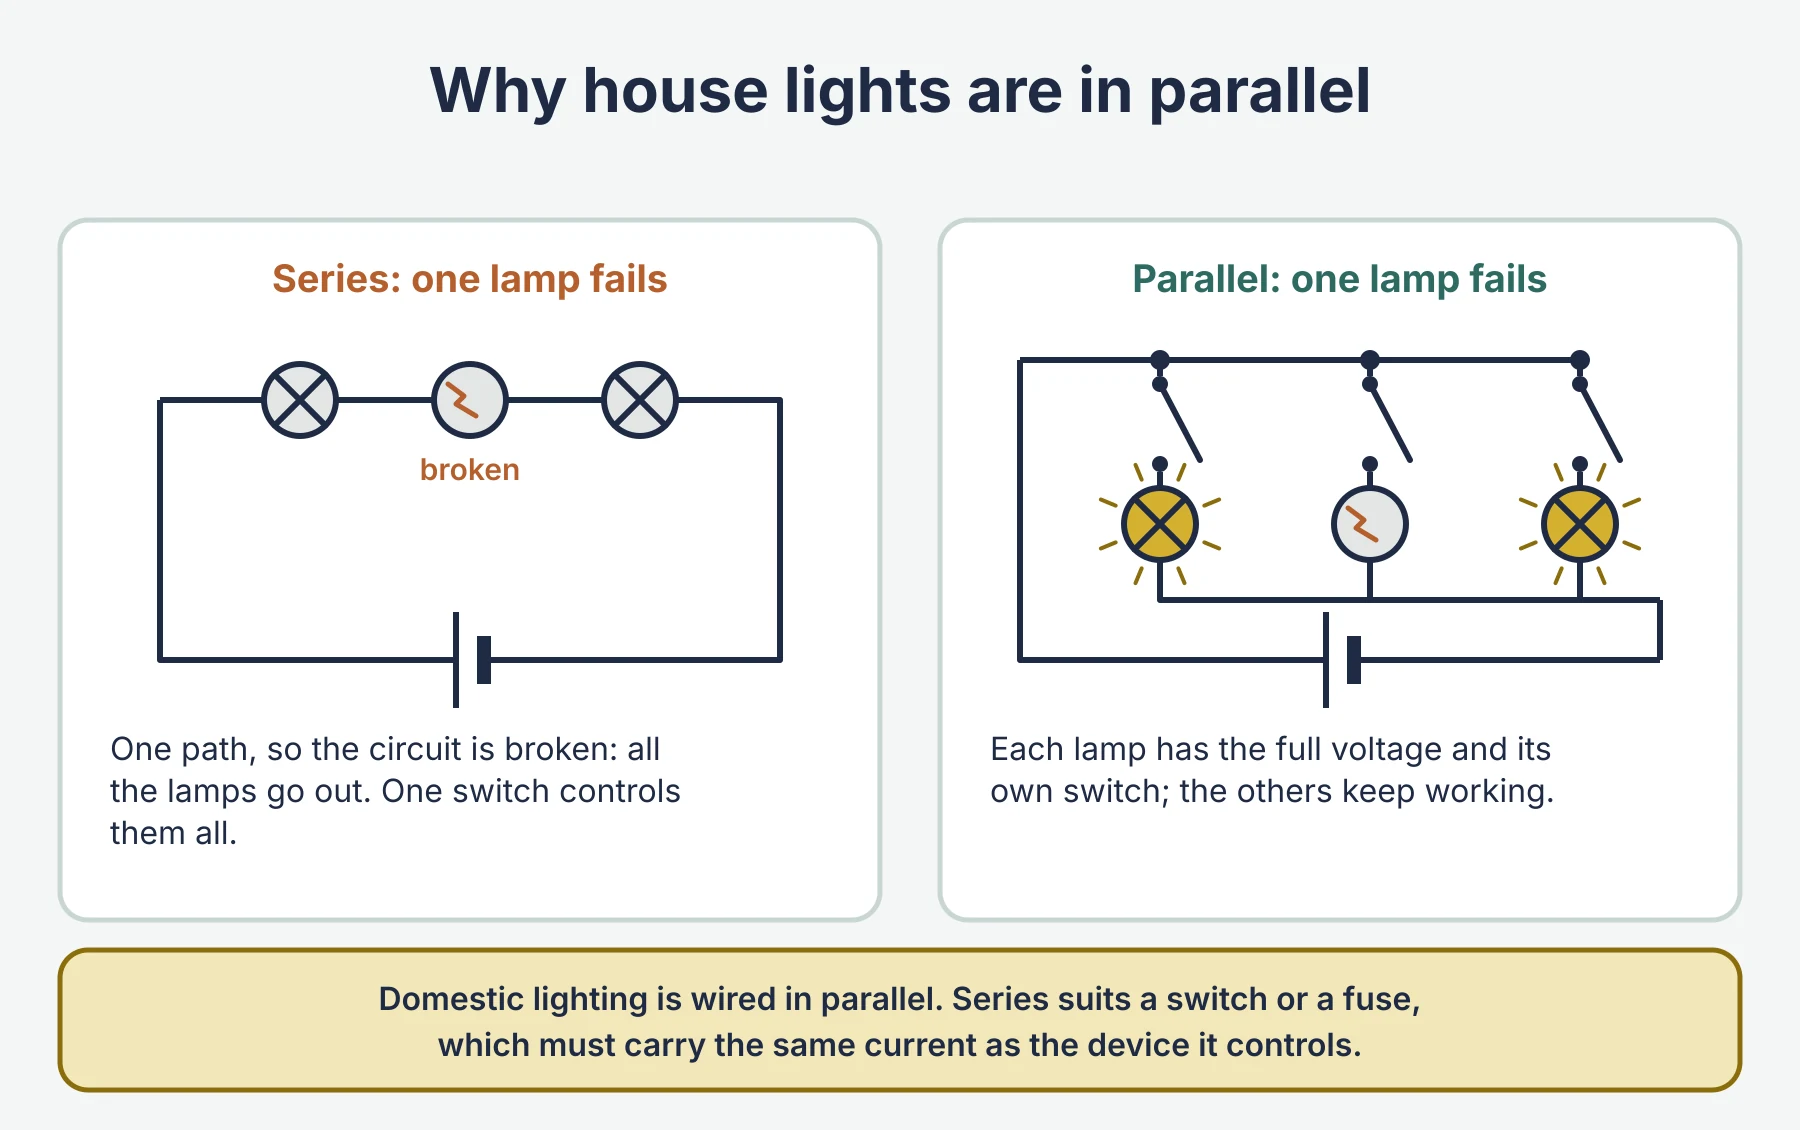 Why house lights are in parallel
Series: one lamp fails
broken
One path, so the circuit is broken: all
the lamps go out. One switch controls
them all.
Parallel: one lamp fails
Each lamp has the full voltage and its
own switch; the others keep working.
Domestic lighting is wired in parallel. Series suits a switch or a fuse,
which must carry the same current as the device it controls.